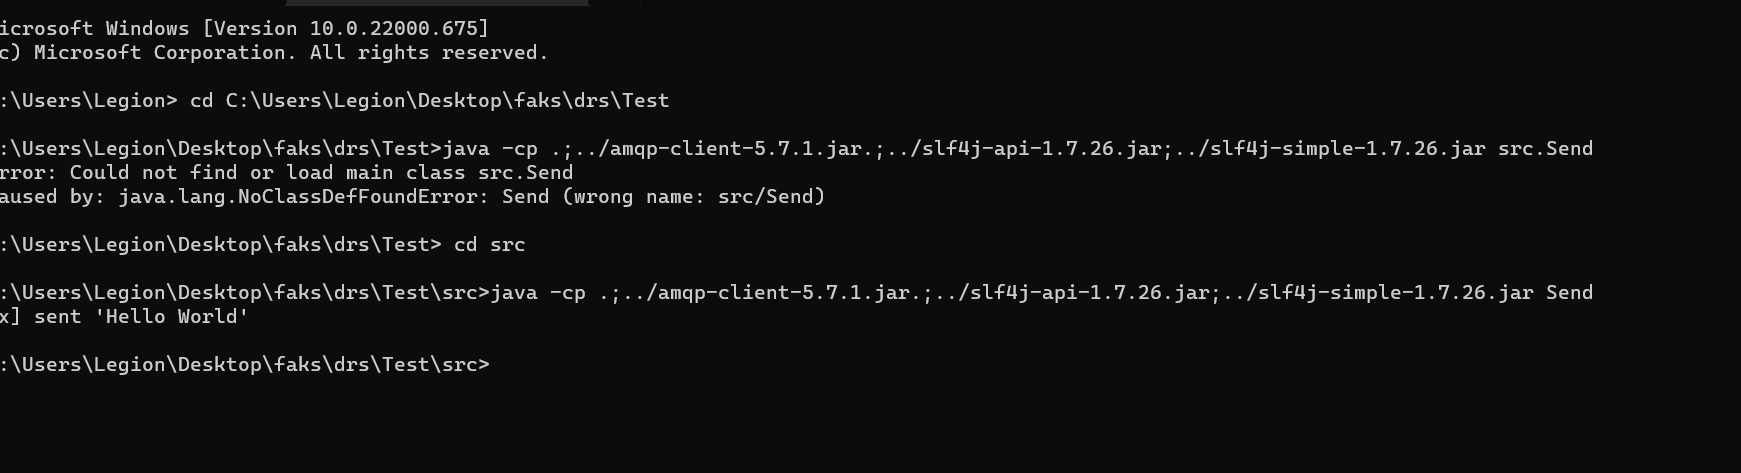 icrosoft Windows [Version 10.0.22000.675]
c) Microsoft Corporation. All rights reserved.
:\Users\Legion> cd C:\Users\Legion\Desktop\faks\drs\Test
:\Users\Legion\Desktop\faks\drs\Test>java -cp .;../amqp-client-5.7.1.jar.;../slf4j-api-1.7.26.jar;../slf4j-simple-1.7.26.jar src.Send
rror: Could not find or load main class src.Send
aused by: java.lang.NoClassDefFoundError: Send (wrong name: src/Send)
:\Users\Legion\Desktop\faks\drs\Test> cd src
:\Users\Legion\Desktop\faks\drs\Test\src>java -cp .;../amqp-client-5.7.1.jar.;../slf4j-api-1.7.26.jar;../slf4j-simple-1.7.26.jar Send
x] sent 'Hello World'
:\Users\Legion\Desktop\faks\drs\Test\src>